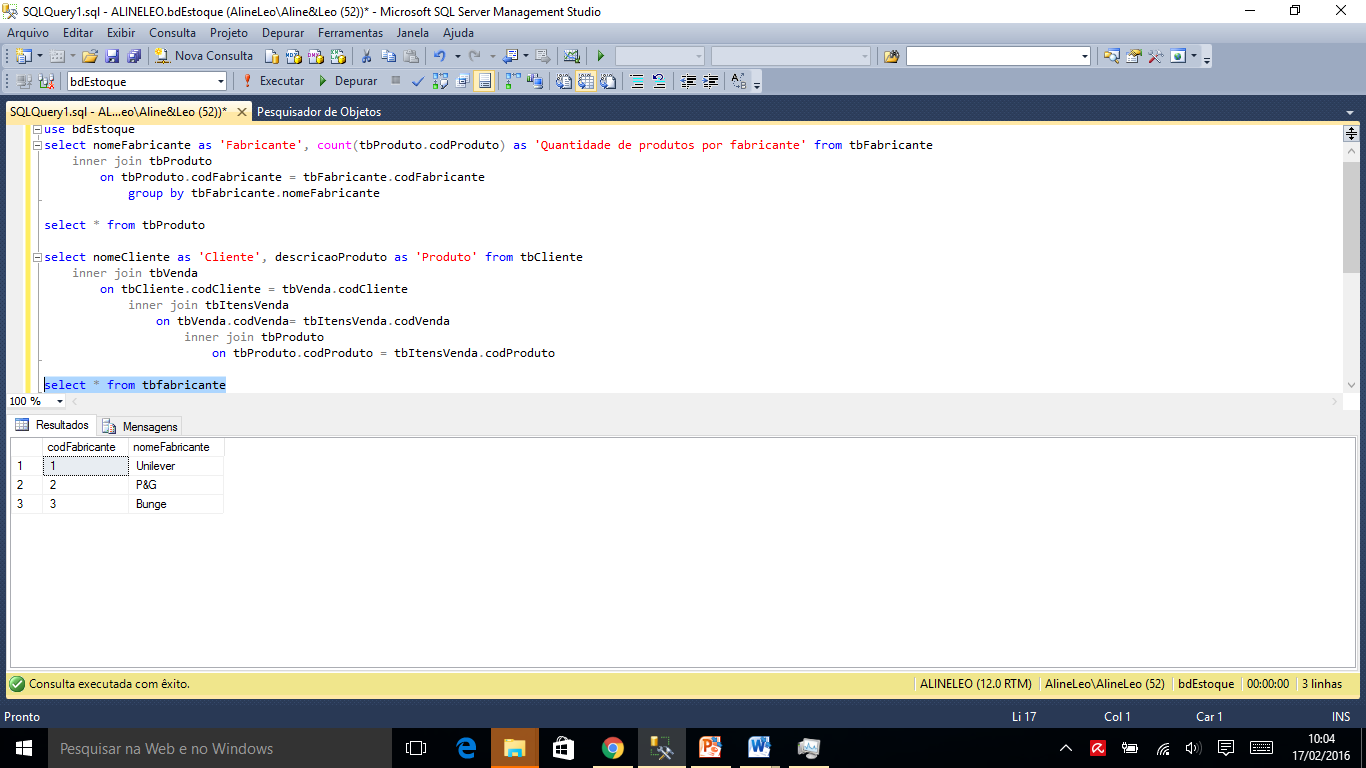 SQLQuery1.sql - ALINELEO.bdEstoque (AlineLeo\Aline&Leo (52))* - Microsoft SQL Server Management Studio
Arquivo Editar Exibir Consulta Projeto Depurar Ferramentas Janela Ajuda
Nova Consulta
bdEstoque Executar Depurar
SQLQuery1.sql - AL...eo\Aline&Leo (52))* Pesquisador de Objetos
use bdEstoque
select nomeFabricante as 'Fabricante', count(tbProduto.codProduto) as 'Quantidade de produtos por fabricante' from tbFabricante
inner join tbProduto
on tbProduto.codFabricante = tbFabricante.codFabricante
group by tbFabricante.nomeFabricante
select * from tbProduto
select nomeCliente as 'Cliente', descricaoProduto as 'Produto' from tbCliente
inner join tbVenda
on tbCliente.codCliente = tbVenda.codCliente
inner join tbItensVenda
on tbVenda.codVenda= tbItensVenda.codVenda
inner join tbProduto
on tbProduto.codProduto = tbItensVenda.codProduto
select * from tbfabricante
100 %
Resultados Mensagens
codFabricante nomeFabricante
1 1 Unilever
2 2 P&G
3 3 Bunge
Consulta executada com êxito. ALINELEO (12.0 RTM) AlineLeo\AlineLeo (52) bdEstoque 00:00:00 3 linhas
Pronto Li 17 Col 1 Car 1 INS
Pesquisar na Web e no Windows
10:04
17/02/2016